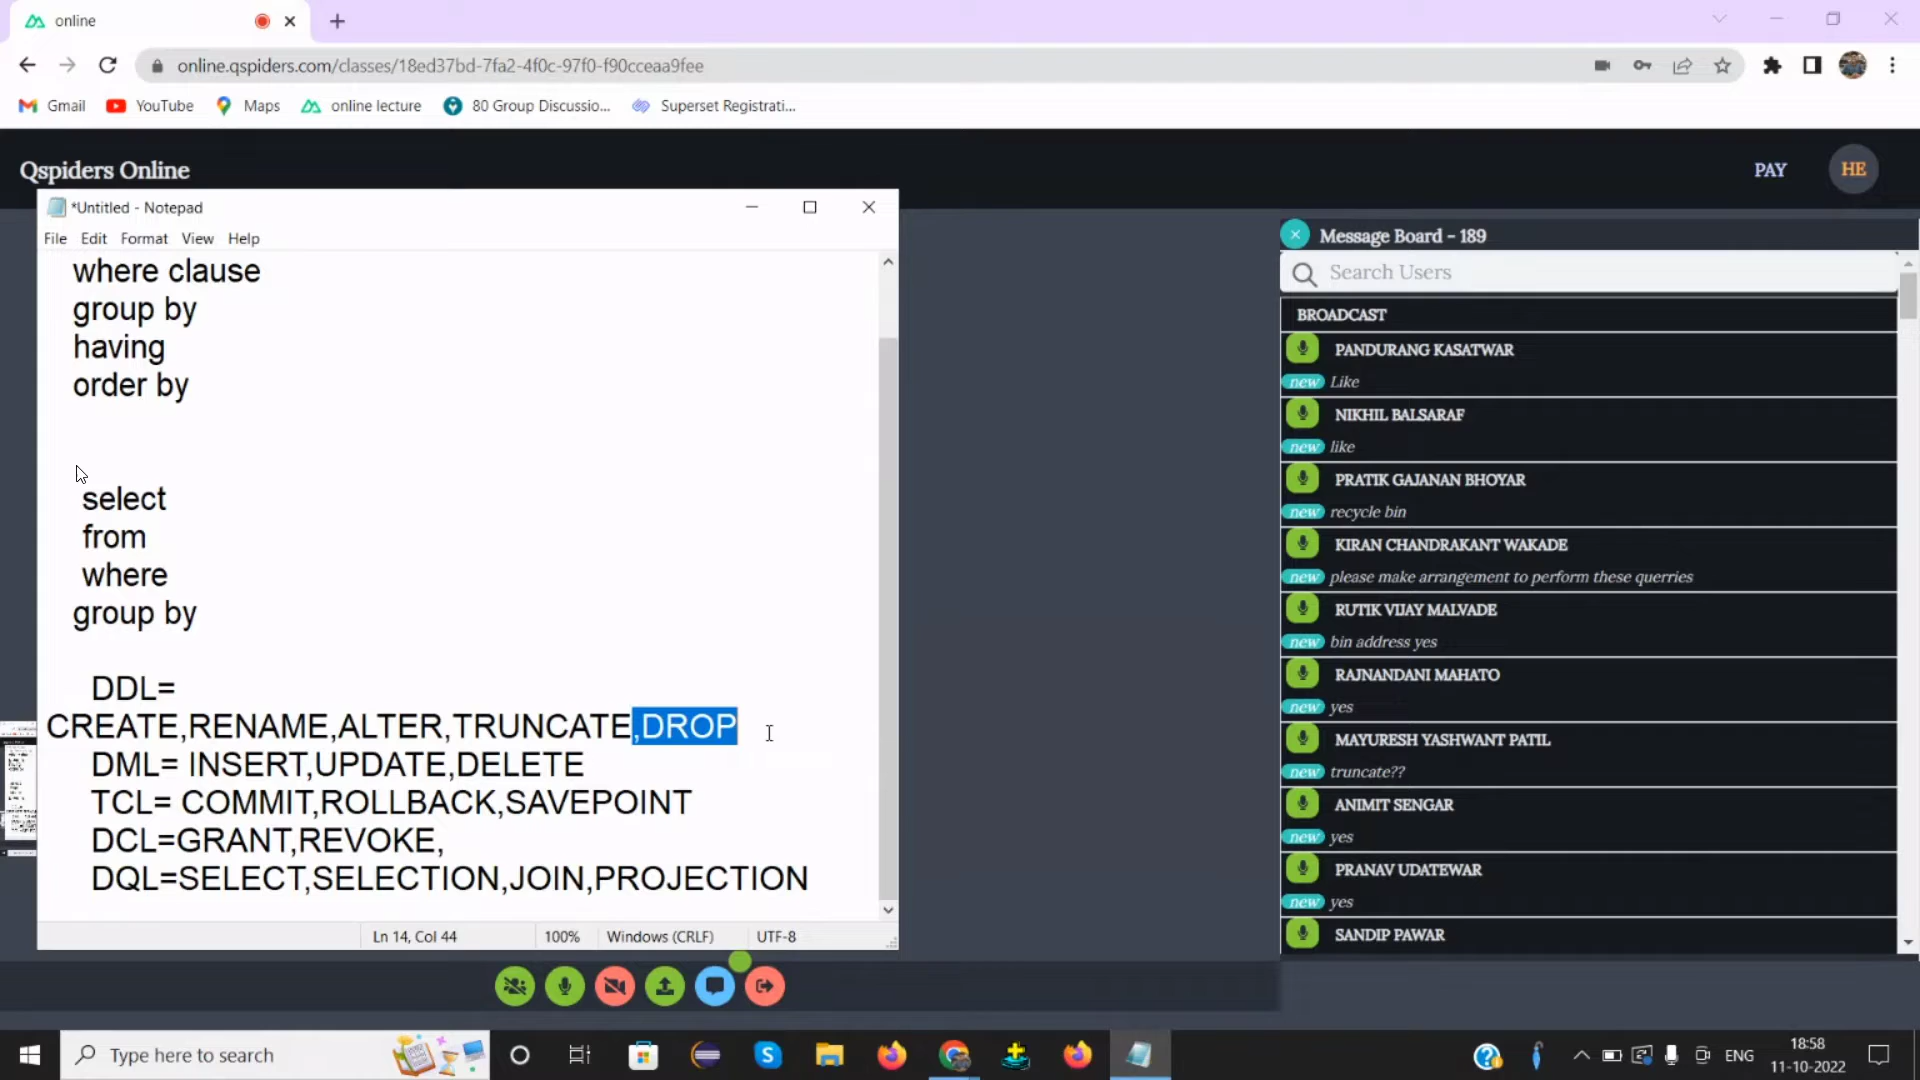 online
online.qspiders.com/classes/18ed37bd-7fa2-4f0c-97f0-f90cceaa9fee
Gmail
YouTube
Maps
online lecture
80 Group Discussio...
Superset Registrati...
Qspiders Online
PAY
HE
*Untitled - Notepad
File Edit Format View Help
where clause
group by
having
order by
select
from
where
group by
DDL=
CREATE,RENAME,ALTER,TRUNCATE,DROP
DML= INSERT,UPDATE,DELETE
TCL= COMMIT,ROLLBACK,SAVEPOINT
DCL=GRANT,REVOKE,
DQL=SELECT,SELECTION,JOIN,PROJECTION
Ln 14, Col 44
100%
Windows (CRLF)
UTF-8
Message Board - 189
Search Users
BROADCAST
PANDURANG KASATWAR
new Like
NIKHIL BALSARAF
new like
PRATIK GAJANAN BHOYAR
new recycle bin
KIRAN CHANDRAKANT WAKADE
new please make arrangement to perform these querries
RUTIK VIJAY MALVADE
new bin address yes
RAJNANDANI MAHATO
new yes
MAYURESH YASHWANT PATIL
new truncate??
ANIMIT SENGAR
new yes
PRANAV UDATEWAR
new yes
SANDIP PAWAR
Type here to search
ENG
18:58
11-10-2022